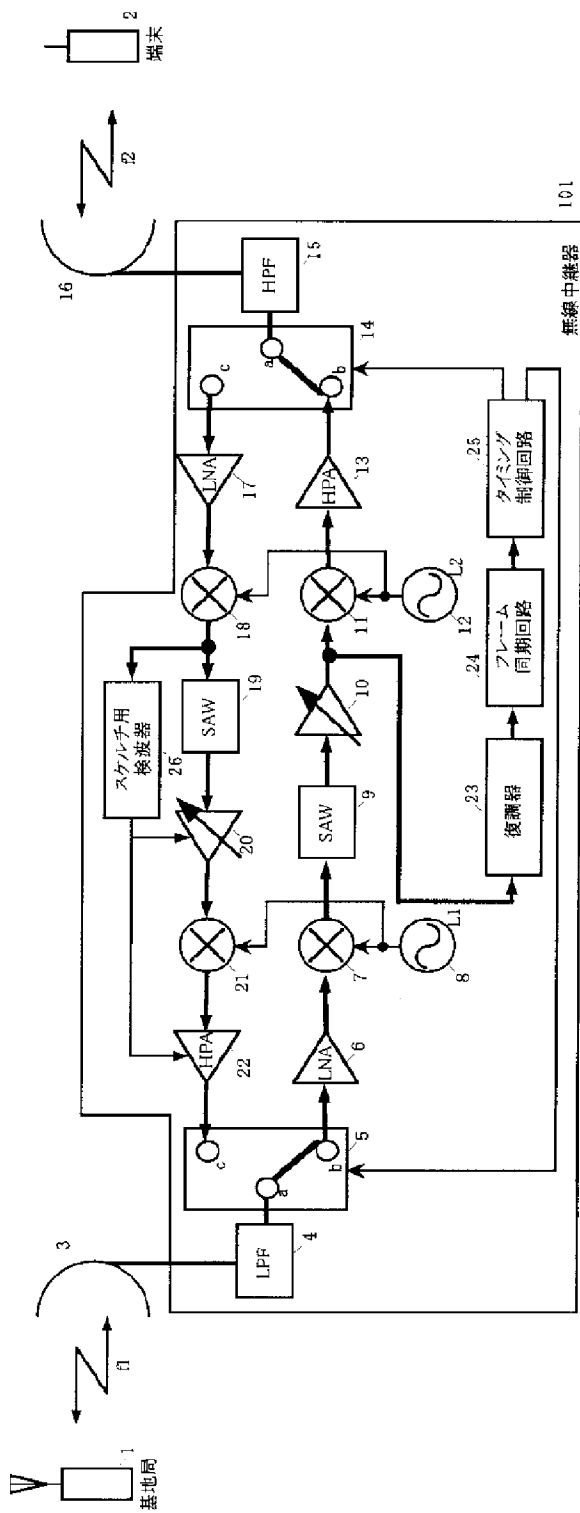 1
基地局
f1
3
LPF
4
a
b
c
5
LNA
6
7
L1
8
SAW
9
10
11
L2
12
HPA
13
a
b
c
14
HPF
15
16
f2
2
端末
LNA
17
18
SAW
19
20
21
HPA
22
スケルチ用
検波器
26
復調器
23
フレーム
同期回路
24
タイミング
制御回路
25
無線中継器
101